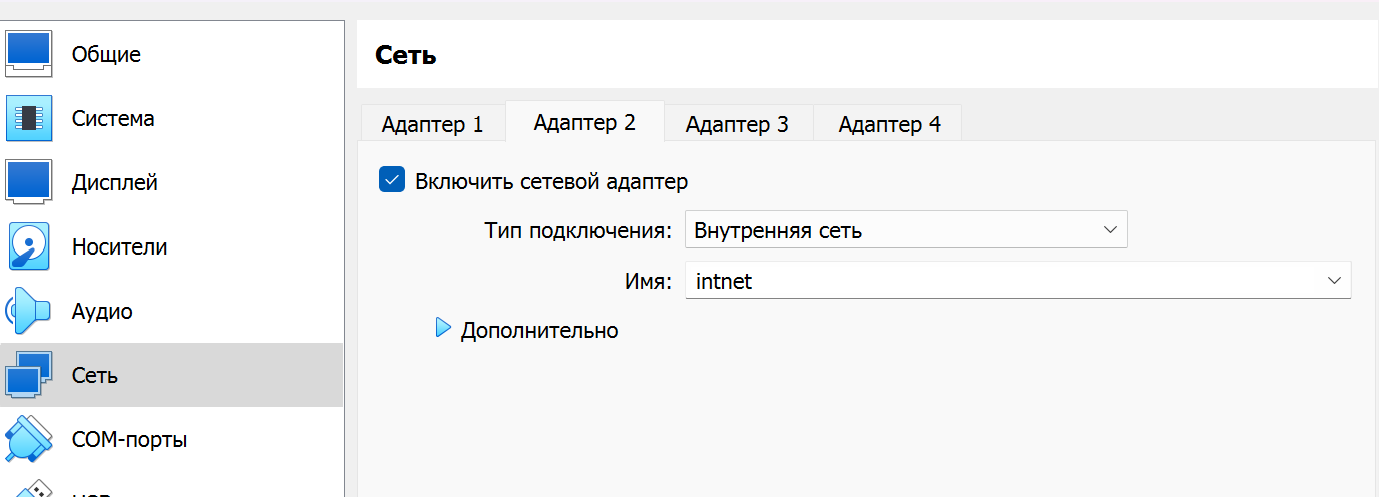 Общие
Система
Дисплей
Носители
Аудио
Сеть
COM-порты
Сеть
Адаптер 1
Адаптер 2
Адаптер 3
Адаптер 4
Включить сетевой адаптер
Тип подключения: Внутренняя сеть
Имя: intnet
Дополнительно